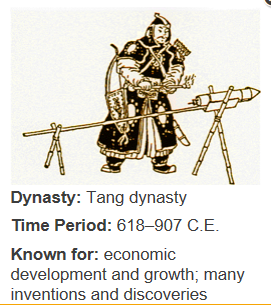 Dynasty: Tang dynasty
Time Period: 618–907 C.E.
Known for: economic
development and growth; many
inventions and discoveries